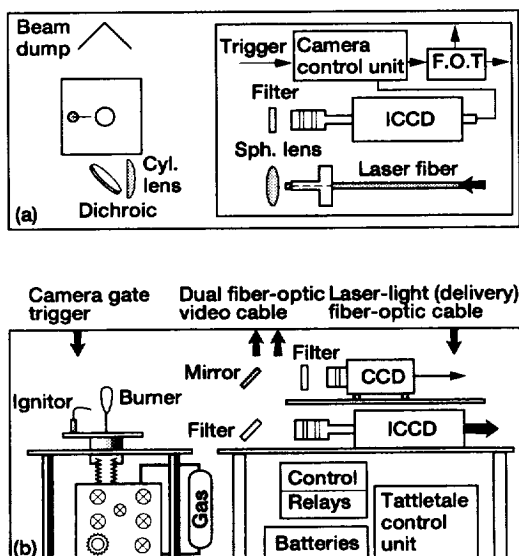 Beam
dump
Trigger
Camera
control unit
F.O.T
Filter
ICCD
Sph. lens
Laser fiber
Cyl.
lens
Dichroic
(a)
Camera gate
trigger
Dual fiber-optic
video cable
Laser-light (delivery)
fiber-optic cable
Mirror
Filter
CCD
Ignitor
Burner
Filter
ICCD
Gas
Control
Relays
Batteries
Tattletale
control
unit
(b)